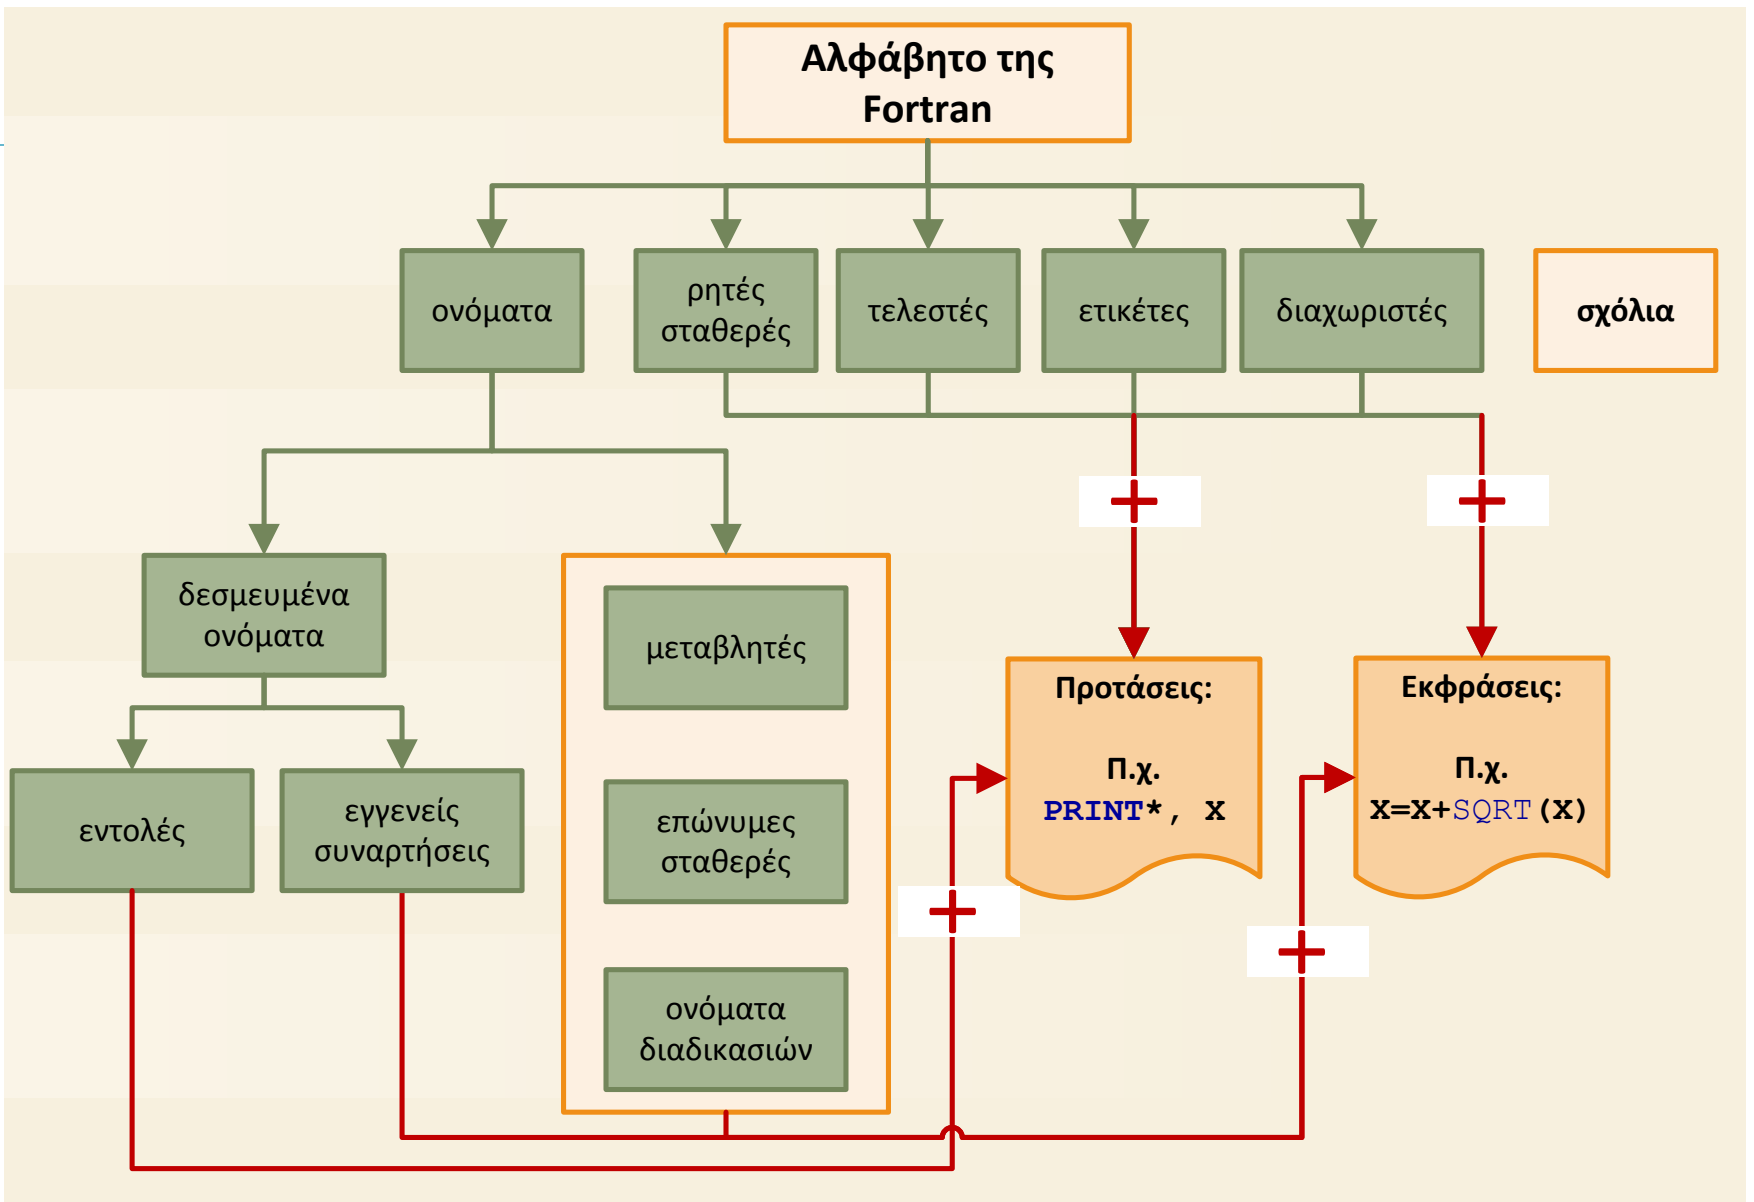 Αλφάβητο της
Fortran
ονόματα
ρητές
σταθερές
τελεστές
ετικέτες
διαχωριστές
σχόλια
δεσμευμένα
ονόματα
μεταβλητές
Προτάσεις:
Π.χ.
PRINT*, X
Εκφράσεις:
Π.χ.
X=X+SQRT(X)
εντολές
εγγενείς
συναρτήσεις
επώνυμες
σταθερές
ονόματα
διαδικασιών